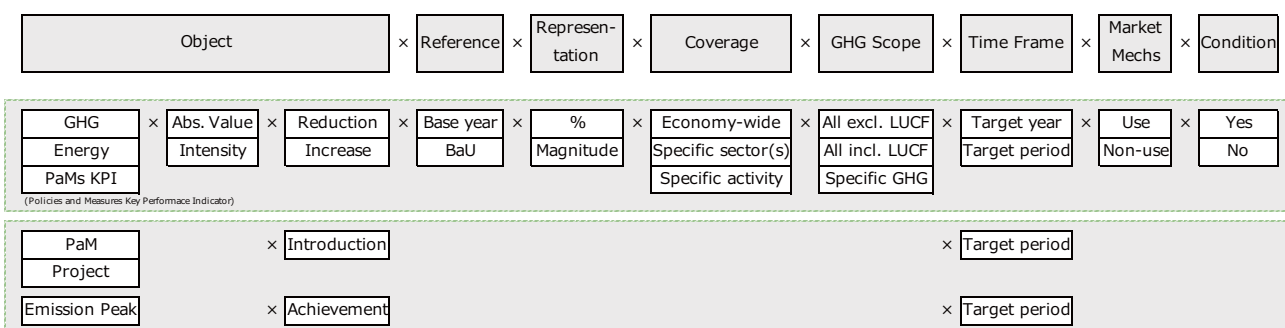 Object × Reference × Represen-tation × Coverage × GHG Scope × Time Frame × Market Mechs × Condition
GHG × Abs. Value × Reduction × Base year × % × Economy-wide × All excl. LUCF × Target year × Use × Yes
Energy Intensity Increase BaU Magnitude Specific sector(s) All incl. LUCF Target period Non-use No
PaMs KPI Specific activity Specific GHG
(Policies and Measures Key Performace Indicator)
PaM × Introduction × Target period
Project
Emission Peak × Achievement × Target period